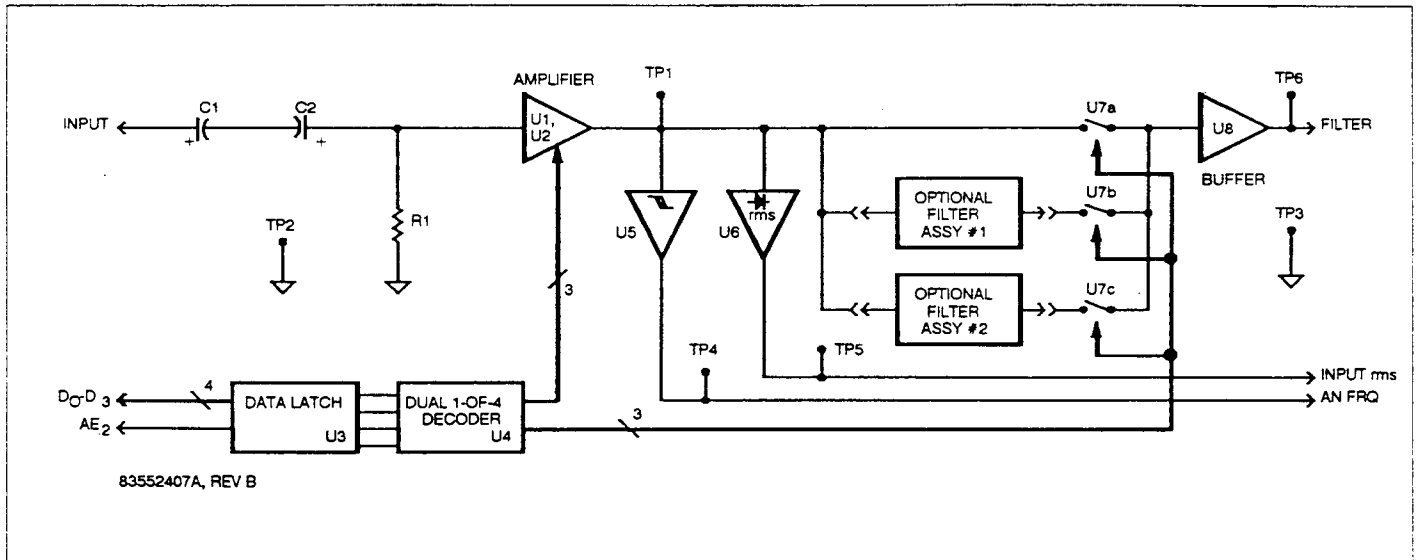 AMPLIFIER
TP1
TP6
C1
C2
U7a
INPUT
+
+
U1,
U2
U8
FILTER
BUFFER
U7b
OPTIONAL
FILTER
ASSY #1
TP2
R1
U5
rms
U6
TP3
3
U7c
OPTIONAL
FILTER
ASSY #2
TP4
TP5
INPUT rms
D0-D3
4
DATA LATCH
DUAL 1-OF-4
DECODER
3
AN FRQ
AE2
U3
U4
83552407A, REV B